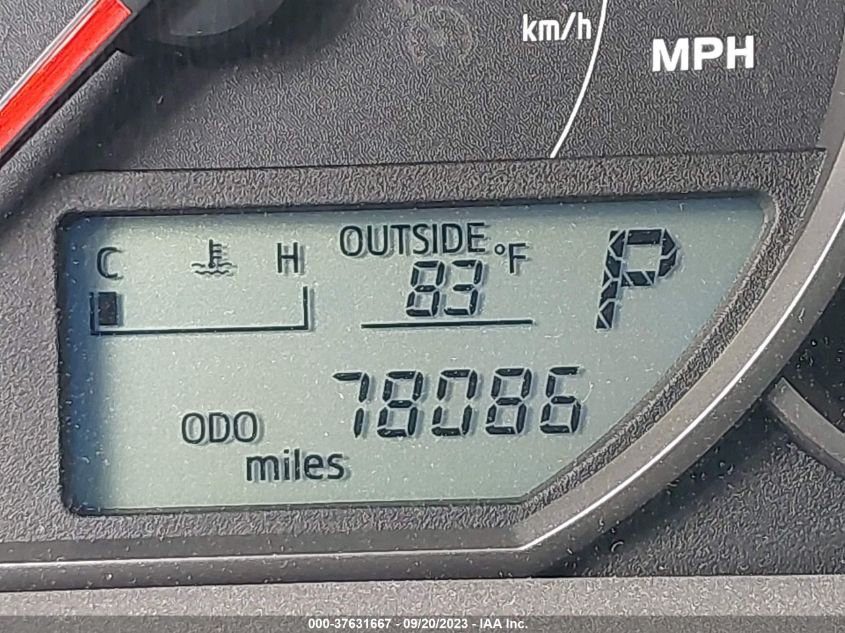 km/h
MPH
C H OUTSIDE °F P
83
78086
ODO
miles
000-37631667 - 09/20/2023 - IAA Inc.